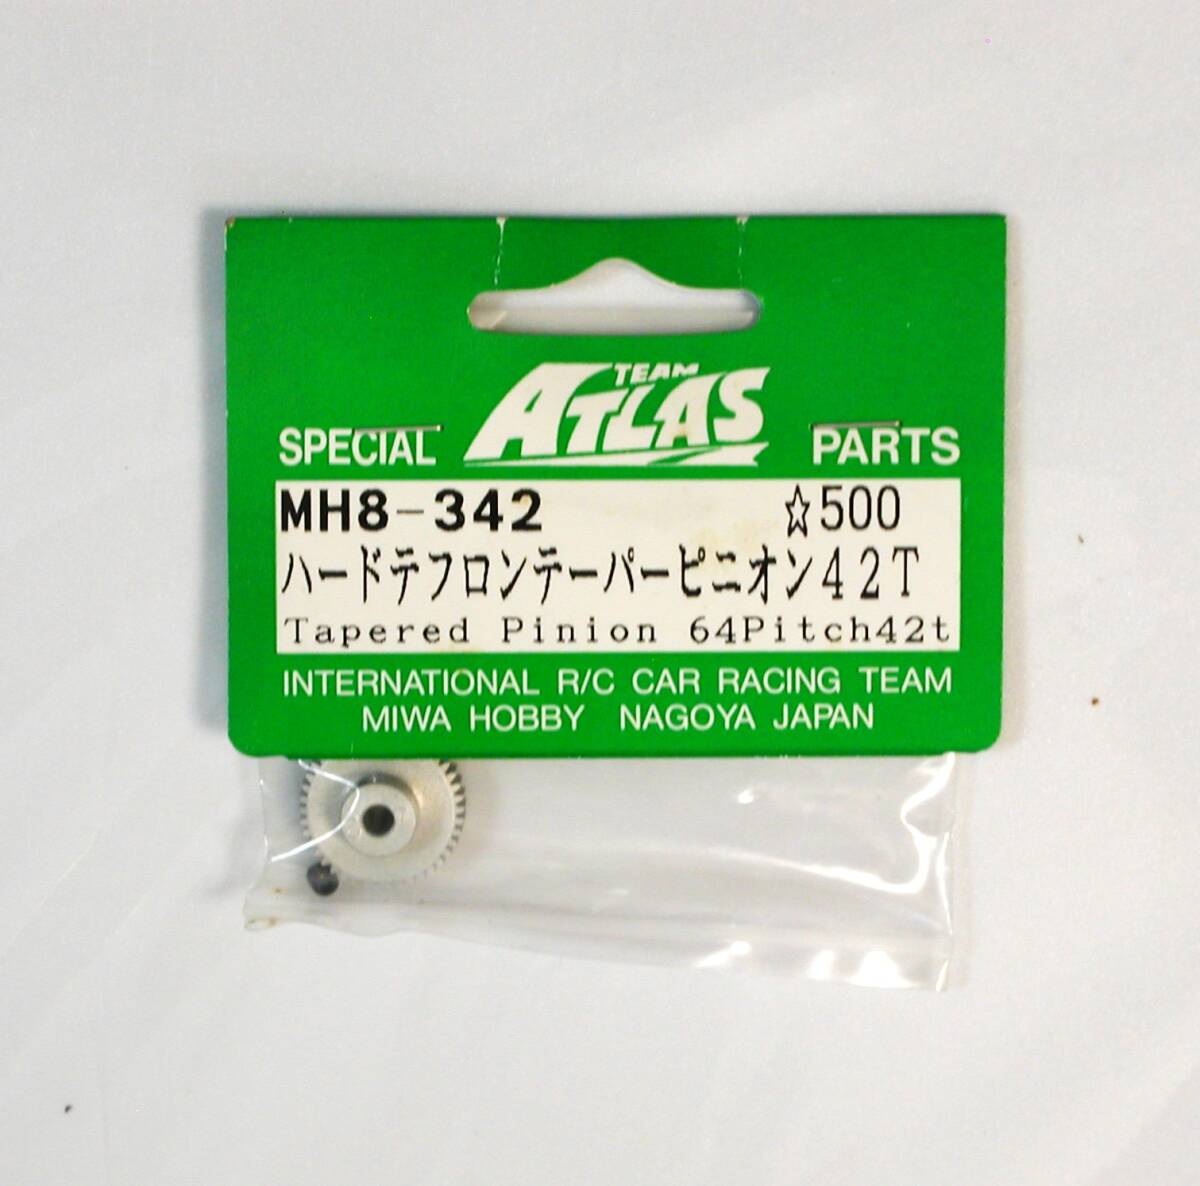 TEAM
ATLAS
SPECIAL PARTS
MH8-342 ☆500
ハードテフロンテーパーピニオン42T
Tapered Pinion 64Pitch42t
INTERNATIONAL R/C CAR RACING TEAM
MIWA HOBBY NAGOYA JAPAN